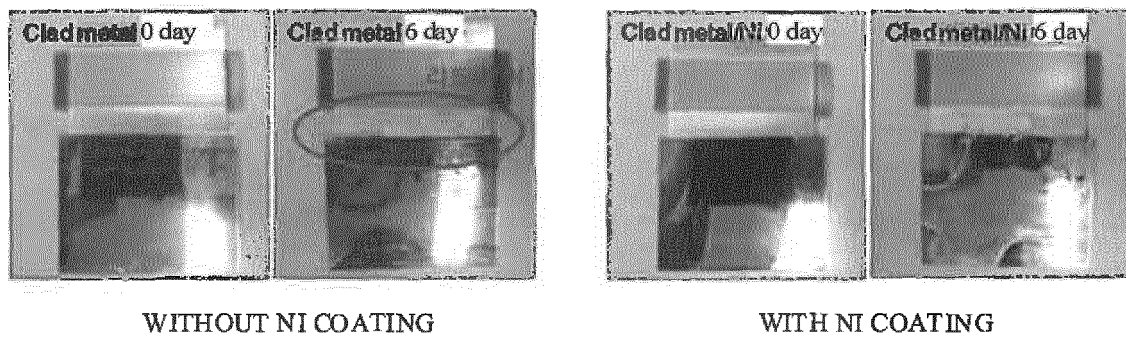 Clad metal 0 day
Clad metal 6 day
Clad metal/Ni 0 day
Clad metal/Ni 6 day
WITHOUT NI COATING
WITH NI COATING